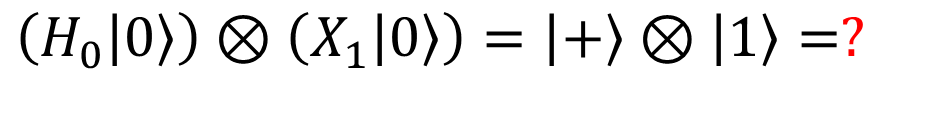 (H₀|0⟩) ⊗ (X₁|0⟩) = |+⟩ ⊗ |1⟩ =?